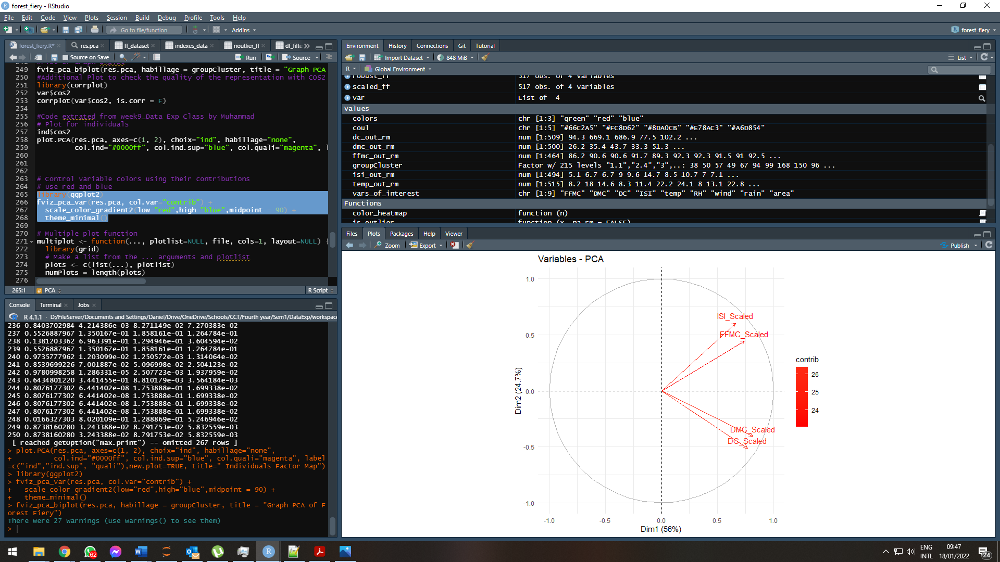 forest_fiery - RStudio
File Edit Code View Plots Session Build Debug Profile Tools Help
Go to file/function Addins forest_fiery
forest_fiery.R* res.pca ff_dataset indexes_data noutlier_ff df_filte
Source on Save Run Source
249 fviz_pca_biplot(res.pca, habillage = groupCluster, title = "Graph PCA
250 #Additional Plot to check the quality of the representation with COS2
251 library(corrplot)
252 var$cos2
253 corrplot(var$cos2, is.corr = F)
254
255 #Code extrated from week9_Data Exp Class by Muhammad
256 # Plot for individuals
257 ind$cos2
258 plot.PCA(res.pca, axes=c(1, 2), choix="ind", habillage="none",
259 col.ind="#0000ff", col.ind.sup="blue", col.quali="magenta", l
260
261
262
263 # Control variable colors using their contributions
264 # Use red and blue
265 library(ggplot2)
266 fviz_pca_var(res.pca, col.var="contrib") +
267 scale_color_gradient2(low="red",high="blue",midpoint = 90) +
268 theme_minimal()
269
270 # Multiple plot function
271 multiplot <- function(..., plotlist=NULL, file, cols=1, layout=NULL) {
272 library(grid)
273 # Make a list from the ... arguments and plotlist
274 plots <- c(list(...), plotlist)
275 numPlots = length(plots)
276
265:1 PCA R Script
Console Terminal Jobs
R 4.1.1 · D:/FileServer/Documents and Settings/Daniel/Drive/OneDrive/Schools/CCT/Fourth year/Sem1/DataExp/workspac
236 0.8403702984 4.214386e-03 8.271149e-02 7.270383e-02
237 0.5526887967 1.350167e-01 1.858161e-01 1.264784e-01
238 0.1381203362 6.963391e-01 1.294946e-01 3.604594e-02
239 0.5526887967 1.350167e-01 1.858161e-01 1.264784e-01
240 0.9735777962 1.203099e-02 1.250572e-03 1.314064e-02
241 0.8539699226 7.001887e-02 5.096998e-02 2.504123e-02
242 0.9780998258 1.286331e-05 2.507723e-03 1.937959e-02
243 0.6434801220 3.441455e-01 8.810179e-03 3.564184e-03
244 0.8076177302 6.441402e-08 1.753888e-01 1.699338e-02
245 0.8076177302 6.441402e-08 1.753888e-01 1.699338e-02
246 0.8076177302 6.441402e-08 1.753888e-01 1.699338e-02
247 0.8076177302 6.441402e-08 1.753888e-01 1.699338e-02
248 0.0166327303 8.020109e-01 1.288869e-01 5.246946e-02
249 0.8738160280 3.243388e-02 8.791753e-02 5.832559e-03
250 0.8738160280 3.243388e-02 8.791753e-02 5.832559e-03
[ reached getOption("max.print") -- omitted 267 rows ]
> plot.PCA(res.pca, axes=c(1, 2), choix="ind", habillage="none",
+ col.ind="#0000ff", col.ind.sup="blue", col.quali="magenta", label
=c("ind","ind.sup", "quali"),new.plot=TRUE, title=" Individuals Factor Map")
> library(ggplot2)
> fviz_pca_var(res.pca, col.var="contrib") +
+ scale_color_gradient2(low="red",high="blue",midpoint = 90) +
+ theme_minimal()
> fviz_pca_biplot(res.pca, habillage = groupCluster, title = "Graph PCA of F
orest Fiery")
There were 27 warnings (use warnings() to see them)
>
Environment History Connections Git Tutorial
Import Dataset 848 MiB List
R Global Environment
robust_ff 517 obs. of 4 variables
scaled_ff 517 obs. of 4 variables
var List of 4
Values
colors chr [1:3] "green" "red" "blue"
coul chr [1:5] "#66C2A5" "#FC8D62" "#8DA0CB" "#E78AC3" "#A6D854"
dc_out_rm num [1:509] 94.3 669.1 686.9 77.5 102.2 ...
dmc_out_rm num [1:500] 26.2 35.4 43.7 33.3 51.3 ...
ffmc_out_rm num [1:464] 86.2 90.6 90.6 91.7 89.3 92.3 92.3 91.5 91 92.5 ...
groupCluster Factor w/ 215 levels "1.1","2.4","3",..: 38 50 57 49 67 94 99 168 150 96 ...
isi_out_rm num [1:494] 5.1 6.7 6.7 9 9.6 14.7 8.5 10.7 7 7.1 ...
temp_out_rm num [1:515] 8.2 18 14.6 8.3 11.4 22.2 24.1 8 13.1 22.8 ...
vars_of_interest chr [1:9] "FFMC" "DMC" "DC" "ISI" "temp" "RH" "wind" "rain" "area"
Functions
color_heatmap function (n)
is_outlier function (x, na.rm = FALSE)
Files Plots Packages Help Viewer
Zoom Export Publish
Variables - PCA
1.0
0.5
0.0
-0.5
-1.0
Dim2 (24.7%)
ISI_Scaled
FFMC_Scaled
DMC_Scaled
DC_Scaled
contrib
26
25
24
-1.0 -0.5 0.0 0.5 1.0
Dim1 (56%)
62
ENG
INTL
09:47
18/01/2022
24